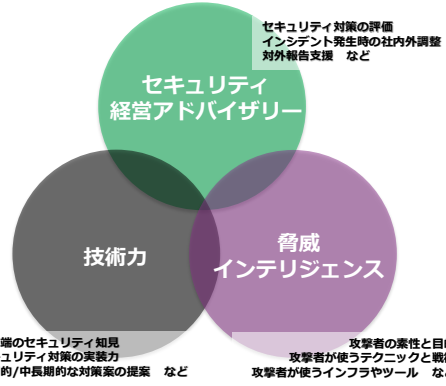 セキュリティ対策の評価
インシデント発生時の社内外調整
対外報告支援　など
セキュリティ
経営アドバイザリー
技術力
脅威
インテリジェンス
端のセキュリティ知見
ュリティ対策の実装力
的/中長期的な対策案の提案　など
攻撃者の素性と目
攻撃者が使うテクニックと戦
攻撃者が使うインフラやツール　な